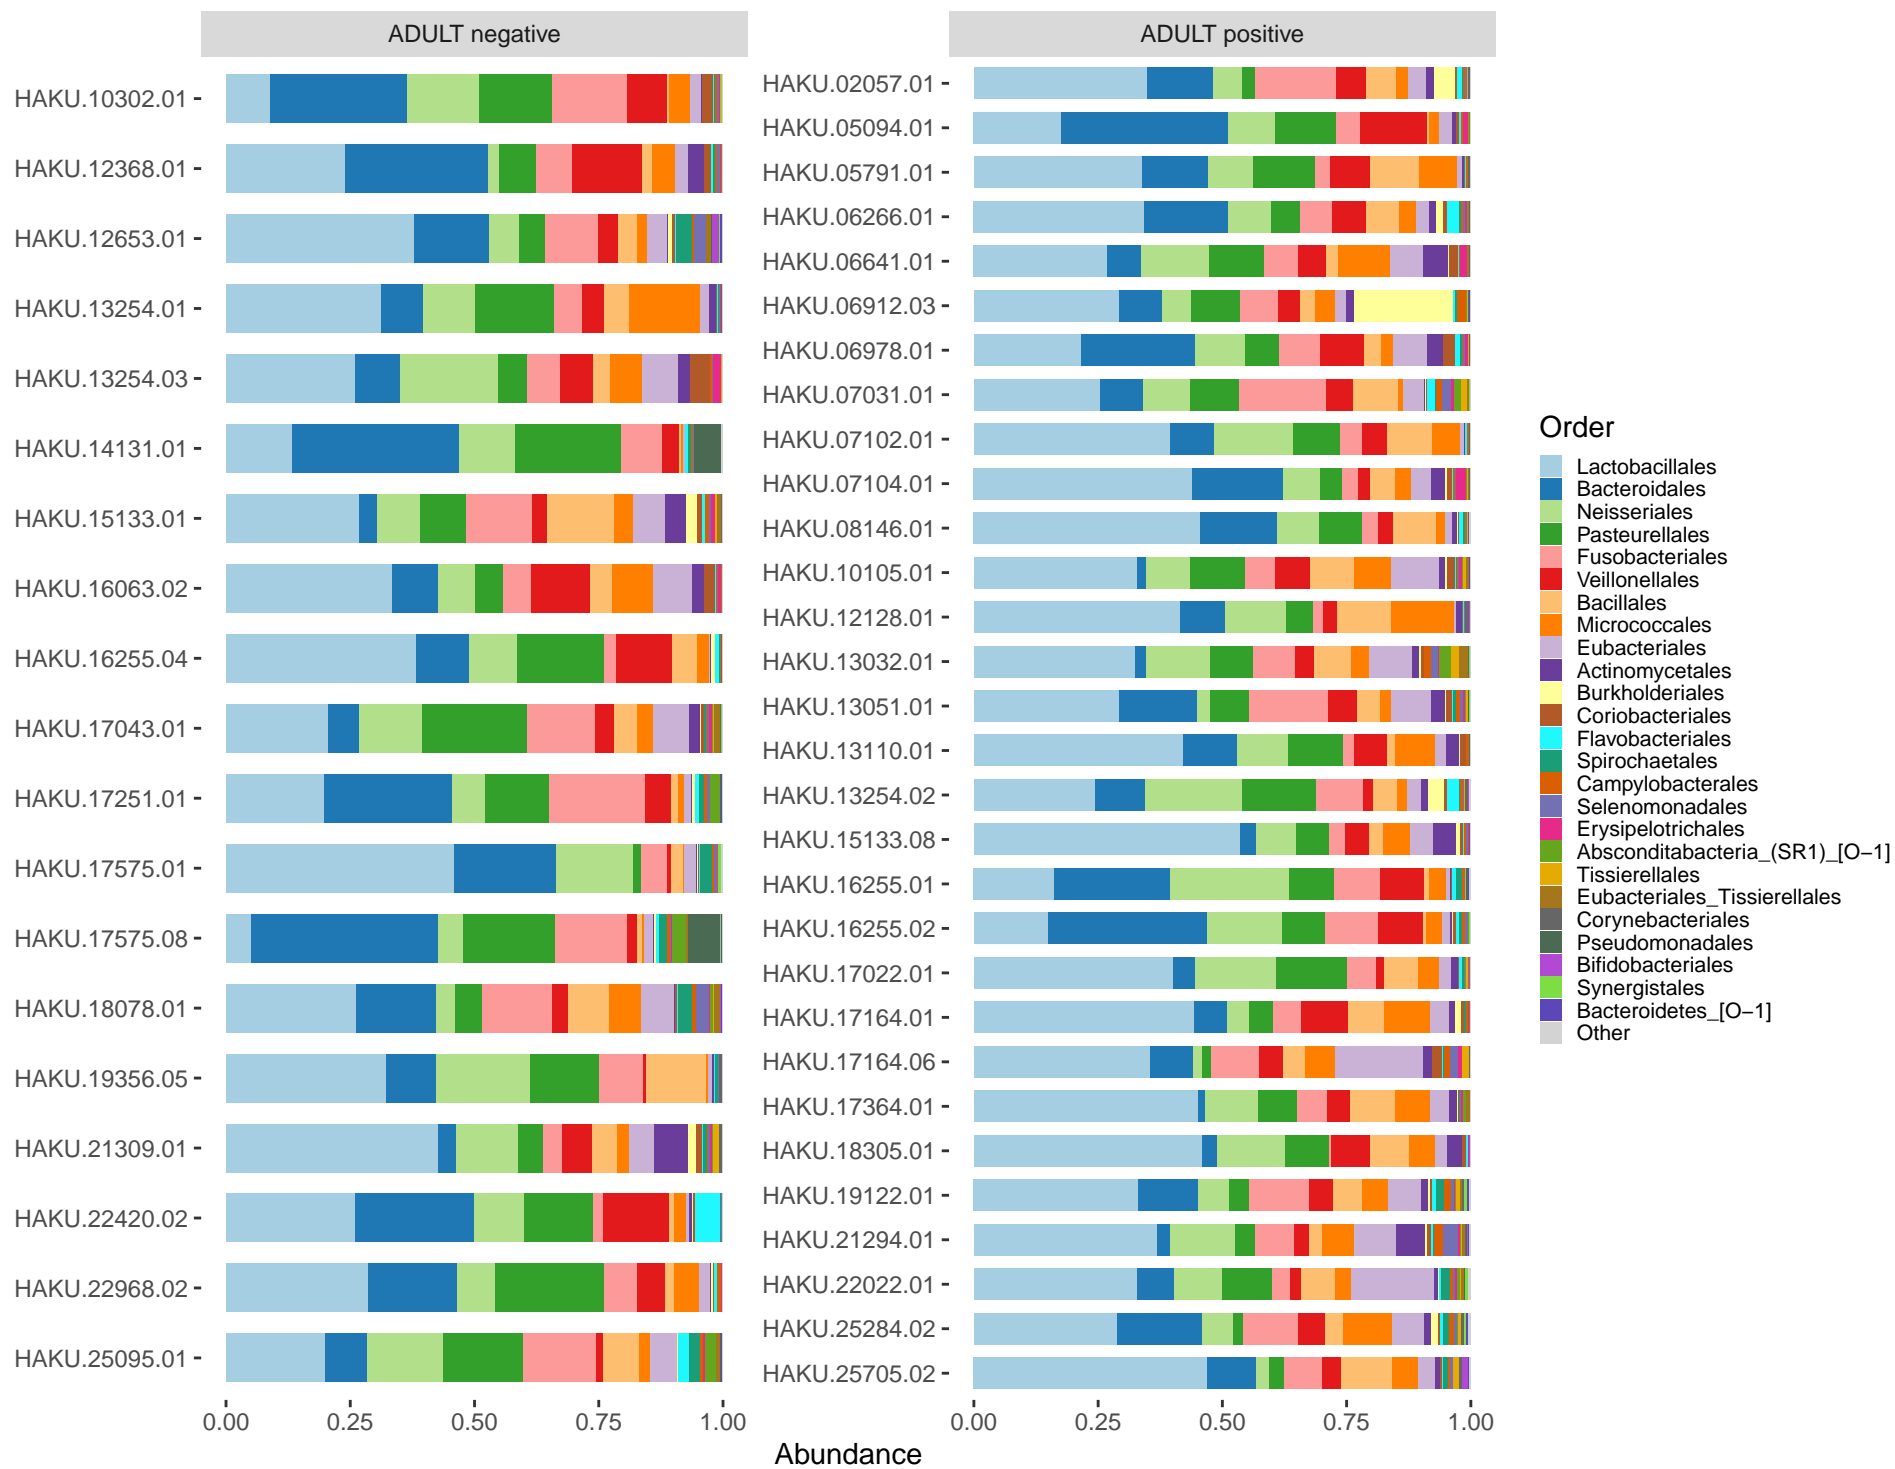 ADULT negative
HAKU.10302.01
HAKU.12368.01
HAKU.12653.01
HAKU.13254.01
HAKU.13254.03
HAKU.14131.01
HAKU.15133.01
HAKU.16063.02
HAKU.16255.04
HAKU.17043.01
HAKU.17251.01
HAKU.17575.01
HAKU.17575.08
HAKU.18078.01
HAKU.19356.05
HAKU.21309.01
HAKU.22420.02
HAKU.22968.02
HAKU.25095.01
0.00 0.25 0.50 0.75 1.00
ADULT positive
HAKU.02057.01
HAKU.05094.01
HAKU.05791.01
HAKU.06266.01
HAKU.06641.01
HAKU.06912.03
HAKU.06978.01
HAKU.07031.01
HAKU.07102.01
HAKU.07104.01
HAKU.08146.01
HAKU.10105.01
HAKU.12128.01
HAKU.13032.01
HAKU.13051.01
HAKU.13110.01
HAKU.13254.02
HAKU.15133.08
HAKU.16255.01
HAKU.16255.02
HAKU.17022.01
HAKU.17164.01
HAKU.17164.06
HAKU.17364.01
HAKU.18305.01
HAKU.19122.01
HAKU.21294.01
HAKU.22022.01
HAKU.25284.02
HAKU.25705.02
0.00 0.25 0.50 0.75 1.00
Abundance
Order
Lactobacillales
Bacteroidales
Neisseriales
Pasteurellales
Fusobacteriales
Veillonellales
Bacillales
Micrococcales
Eubacteriales
Actinomycetales
Burkholderiales
Coriobacteriales
Flavobacteriales
Spirochaetales
Campylobacterales
Selenomonadales
Erysipelotrichales
Absconditabacteria_(SR1)_[O−1]
Tissierellales
Eubacteriales_Tissierellales
Corynebacteriales
Pseudomonadales
Bifidobacteriales
Synergistales
Bacteroidetes_[O−1]
Other